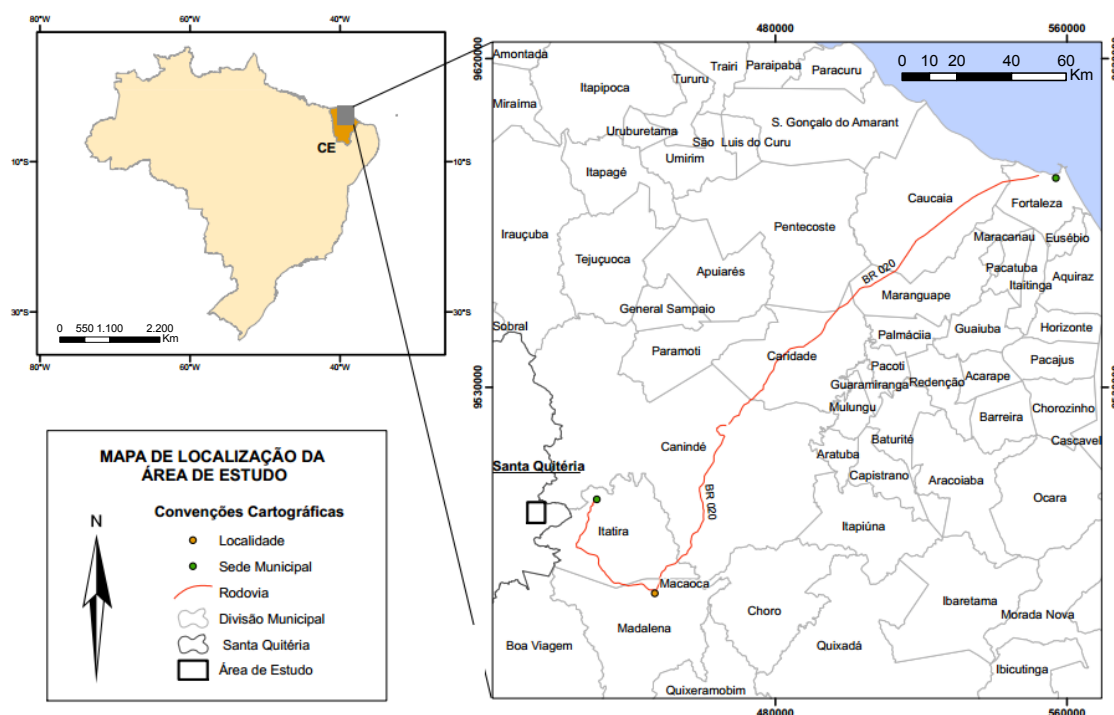 80°W
60°W
40°W
10°S
10°S
30°S
30°S
CE
0 550 1.100 2.200
Km
80°W
60°W
40°W
MAPA DE LOCALIZAÇÃO DA
ÁREA DE ESTUDO
Convenções Cartográficas
N
Localidade
Sede Municipal
Rodovia
Divisão Municipal
Santa Quitéria
Área de Estudo
480000
560000
9620000
0 10 20 40 60
Km
Amontada
Trairi
Paraipaba
Paracuru
Tururu
Itapipoca
Miraíma
S. Gonçalo do Amarant
Uruburetama
São Luis do Curu
Umirim
Itapagé
Caucaia
Fortaleza
Pentecoste
Irauçuba
Maracanau
Eusébio
Tejuçuoca
Apuiarés
BR 020
Pacatuba
Aquiraz
Itaitinga
Maranguape
General Sampaio
Sobral
Guaiuba
Horizonte
Palmáciia
Paramoti
Caridade
Pacajus
Pacoti
Acarape
Guaramiranga
Redenção
9530000
Mulungu
Barreira
Chorozinho
Baturité
Cascavel
Canindé
Aratuba
Santa Quitéria
Capistrano
Aracoiaba
BR 020
Ocara
Itatira
Itapiúna
Macaoca
Ibaretama
Choro
Morada Nova
Madalena
Boa Viagem
Quixadá
Ibicutinga
Quixeramobim
480000
560000